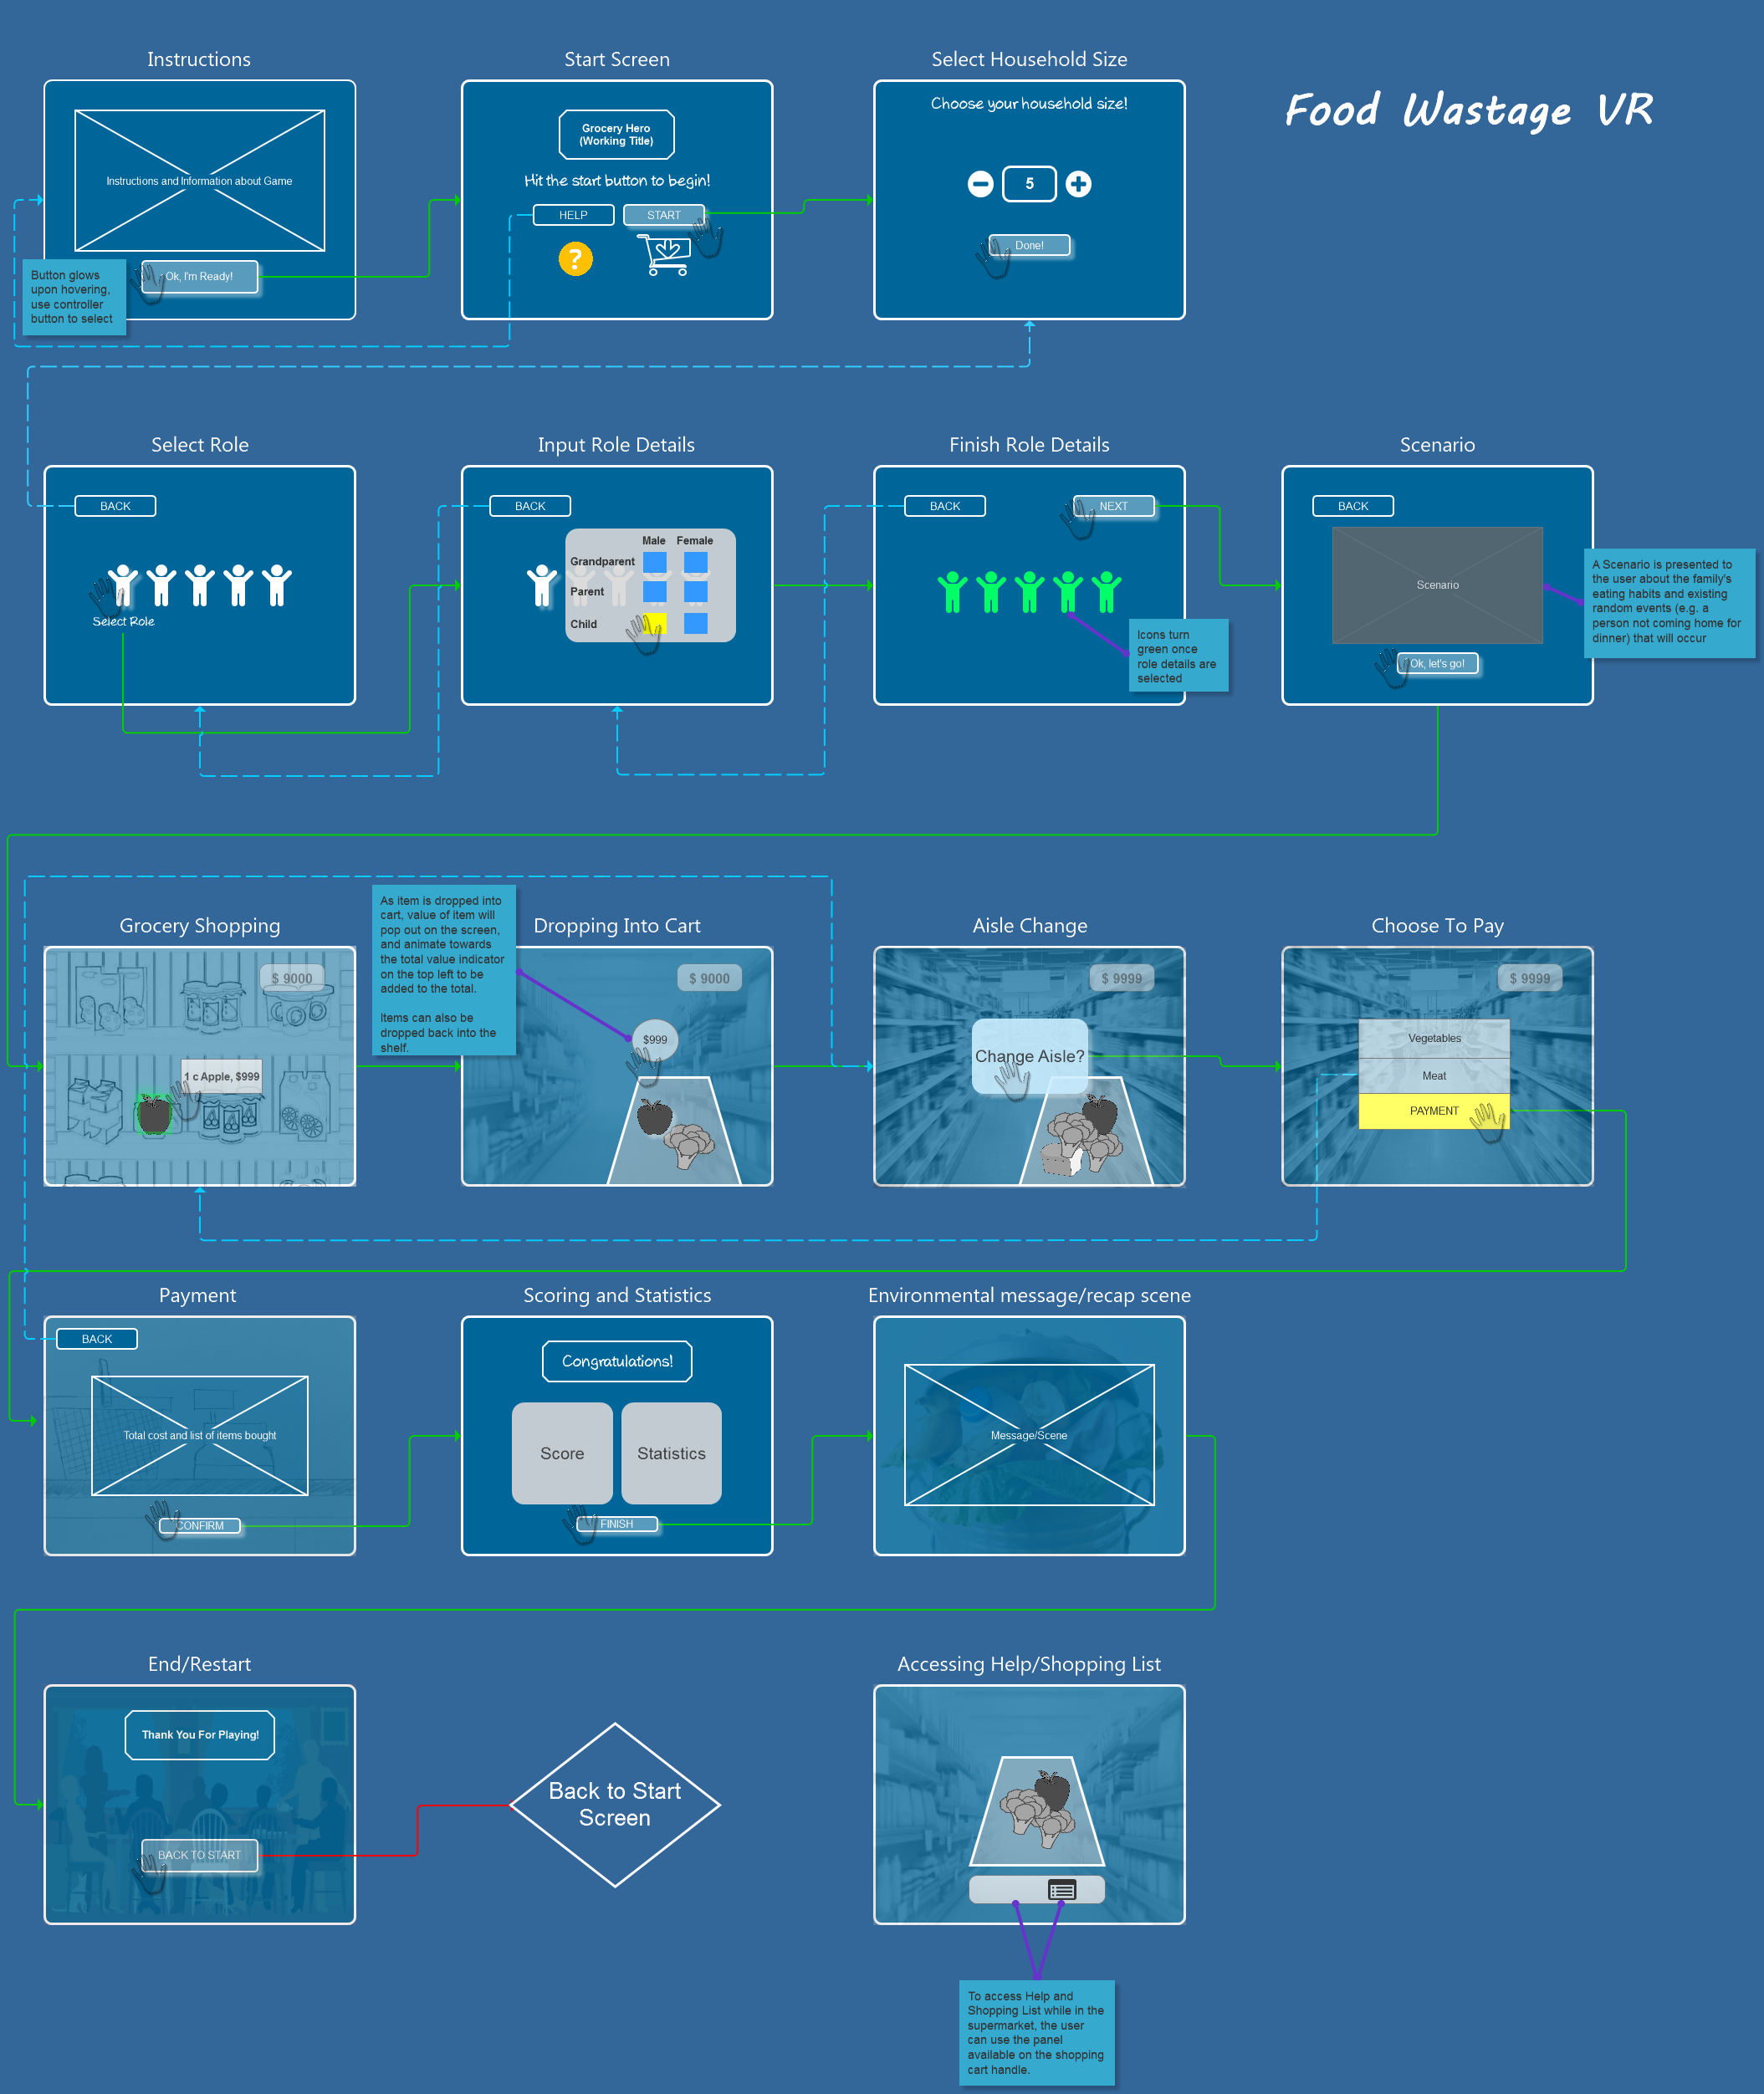 Instructions
Start Screen
Select Household Size
Food Wastage VR
Instructions and Information about Game
Ok, I'm Ready!
Button glows
upon hovering,
use controller
button to select
Grocery Hero
(Working Title)
Hit the start button to begin!
HELP
START
?
Choose your household size!
5
Done!
Select Role
Input Role Details
Finish Role Details
Scenario
BACK
Select Role
BACK
Male Female
Grandparent
Parent
Child
BACK
NEXT
Icons turn
green once
role details are
selected
BACK
Scenario
Ok, let's go!
A Scenario is presented to
the user about the family's
eating habits and existing
random events (e.g. a
person not coming home for
dinner) that will occur
Grocery Shopping
$ 9000
1 c Apple, $999
As item is dropped into
cart, value of item will
pop out on the screen,
and animate towards
the total value indicator
on the top left to be
added to the total.
Items can also be
dropped back into the
shelf.
Dropping Into Cart
$ 9000
$999
Aisle Change
$ 9999
Change Aisle?
Choose To Pay
$ 9999
Vegetables
Meat
PAYMENT
Payment
BACK
Total cost and list of items bought
CONFIRM
Scoring and Statistics
Congratulations!
Score
Statistics
FINISH
Environmental message/recap scene
Message/Scene
End/Restart
Thank You For Playing!
BACK TO START
Back to Start
Screen
Accessing Help/Shopping List
To access Help and
Shopping List while in the
supermarket, the user
can use the panel
available on the shopping
cart handle.